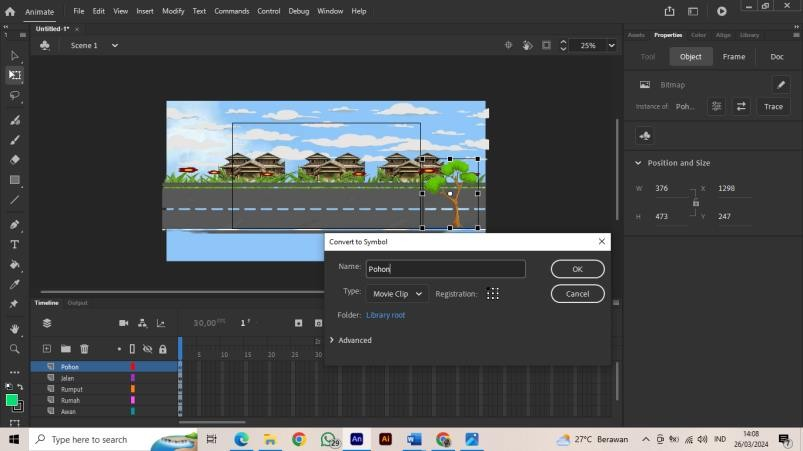 Animate File Edit View Insert Modify Text Commands Control Debug Window Help
Untitled-1* ×
Scene 1
25%
Assets Properties Color Align Library
Tool Object Frame Doc
Bitmap
Instance of: Poh... Trace
Position and Size
W 376 X 1298
H 473 Y 247
Convert to Symbol
Name: Pohon OK
Type: Movie Clip Registration: Cancel
Folder: Library root
Advanced
Timeline Output
30,00 FPS 1 F
1s
5 10 15 20 25 30
Pohon
Jalan
Rumput
Rumah
Awan
Type here to search
29
An
Ai
27°C Berawan
IND
14:08
26/03/2024
7